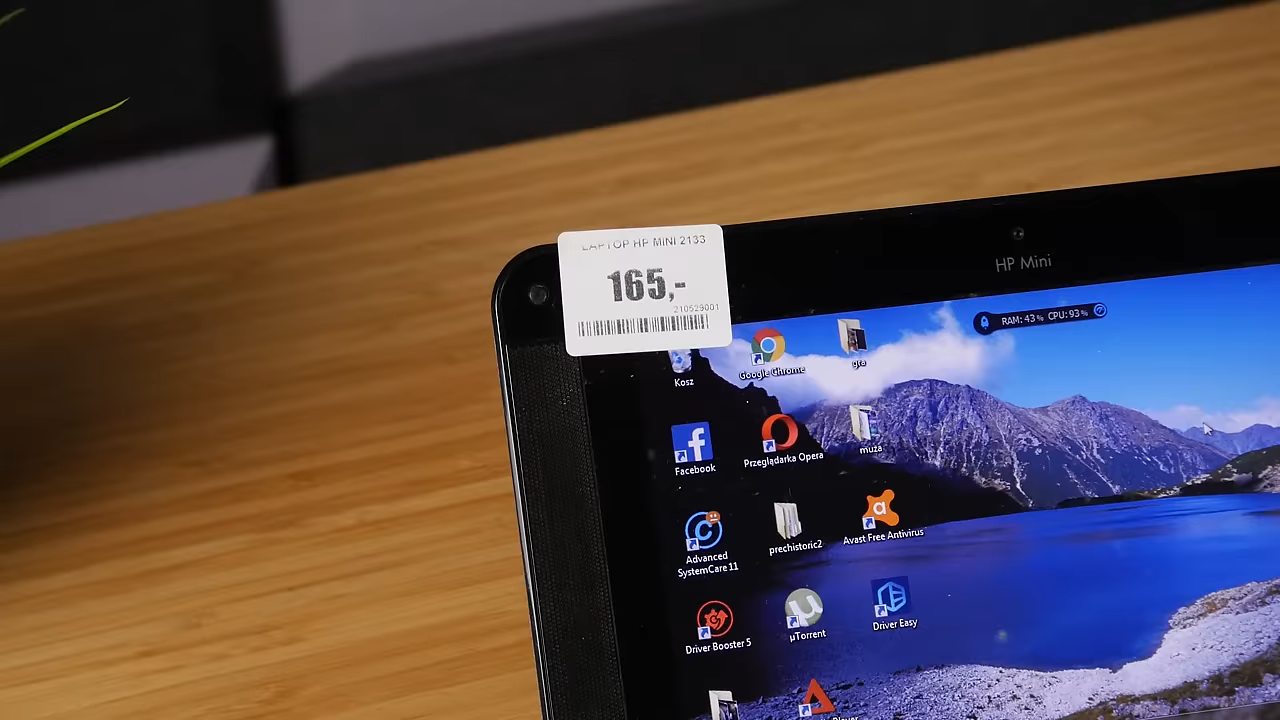 LAPTOP HP MINI 2133
165,-
210529001
HP Mini
RAM: 43% CPU: 93%
Kosz
Google Chrome
gra
Facebook
Przeglądarka Opera
muza
Advanced
SystemCare 11
prechistoric2
Avast Free Antivirus
Driver Booster 5
µTorrent
Driver Easy
Player